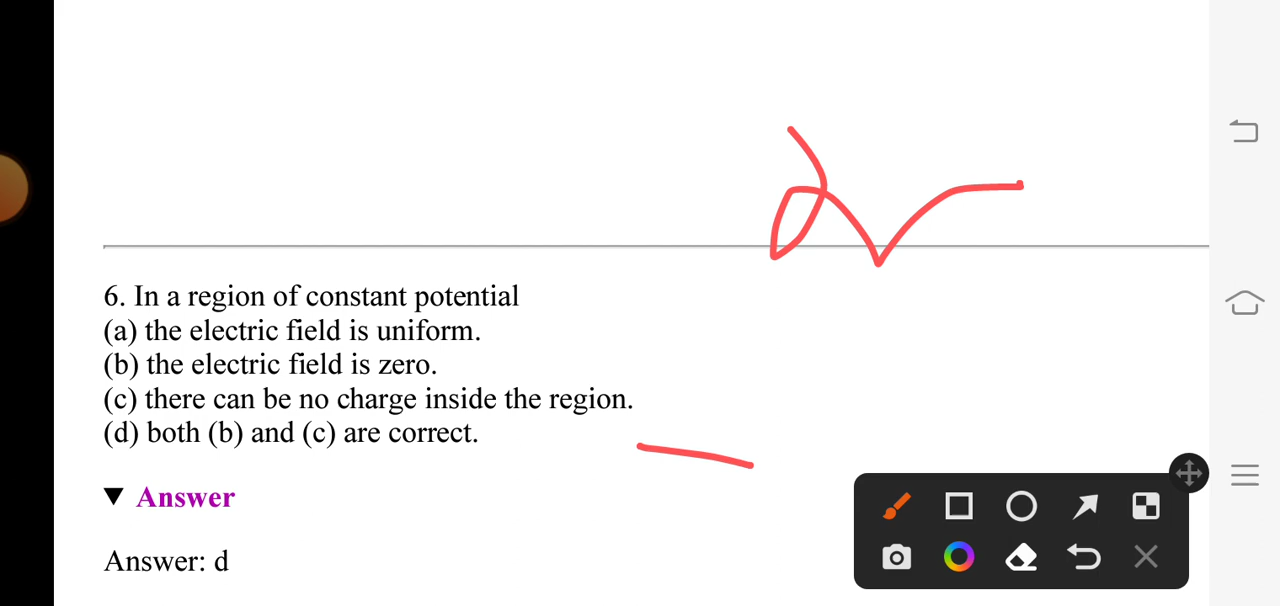 6. In a region of constant potential
(a) the electric field is uniform.
(b) the electric field is zero.
(c) there can be no charge inside the region.
(d) both (b) and (c) are correct.
Answer
Answer: d